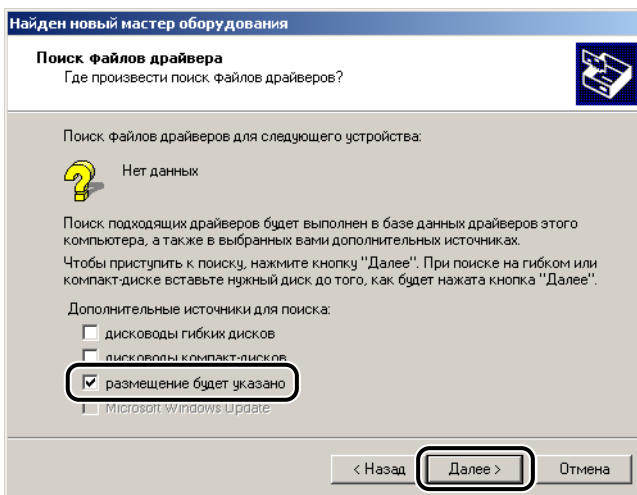 Найден новый мастер оборудования
Поиск файлов драйвера
Где произвести поиск файлов драйверов?
Поиск файлов драйверов для следующего устройства:
Нет данных
Поиск подходящих драйверов будет выполнен в базе данных драйверов этого
компьютера, а также в выбранных вами дополнительных источниках.
Чтобы приступить к поиску, нажмите кнопку "Далее". При поиске на гибком или
компакт-диске вставьте нужный диск до того, как будет нажата кнопка "Далее".
Дополнительные источники для поиска:
дисководы гибких дисков
дисководы компакт-дисков
размещение будет указано
Microsoft Windows Update
< Назад Далее > Отмена